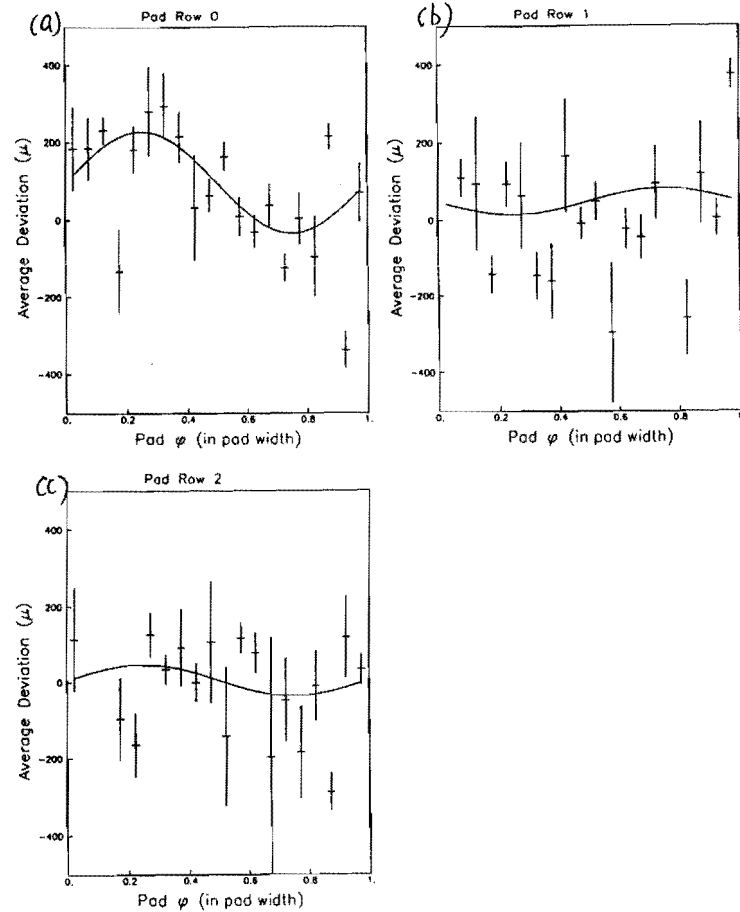 (a)
Pad Row 0
Average Deviation (μ)
400
200
0
-200
-400
0.
0.2
0.4
0.6
0.8
1.
Pad φ (in pad width)
(b)
Pad Row 1
Average Deviation (μ)
400
200
0
-200
-400
0.
0.2
0.4
0.6
0.8
1.
Pad φ (in pad width)
(c)
Pad Row 2
Average Deviation (μ)
400
200
0
-200
-400
0.
0.2
0.4
0.6
0.8
1.
Pad φ (in pad width)